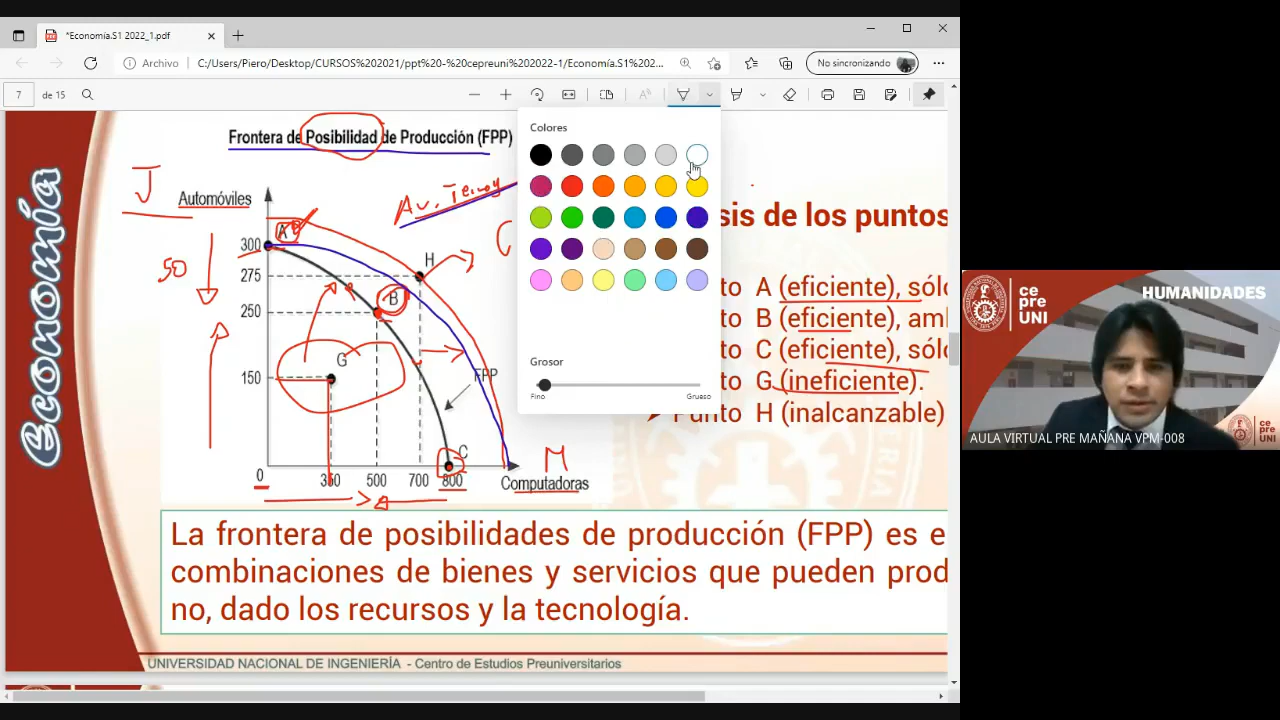 *Economía.S1 2022_1.pdf
Archivo C:/Users/Piero/Desktop/CURSOS%202021/ppt%20-%20cepreuni%202022-1/Economía.S1%202... No sincronizando
7 de 15
Economía
Frontera de Posibilidad de Producción (FPP)
J
Automóviles
Av. Tecnog
A
300
50
H
275
B
250
G
150
FPP
C
0
350
500
700
800
M
Computadoras
Colores
Grosor
Fino
Grueso
sis de los puntos
to A (eficiente), sólo
to B (eficiente), amb
to C (eficiente), sólo
to G (ineficiente).
Punto H (inalcanzable)
La frontera de posibilidades de producción (FPP) es e
combinaciones de bienes y servicios que pueden prod
no, dado los recursos y la tecnología.
UNIVERSIDAD NACIONAL DE INGENIERÍA - Centro de Estudios Preuniversitarios
ce
pre
UNI
HUMANIDADES
AULA VIRTUAL PRE MAÑANA VPM-008